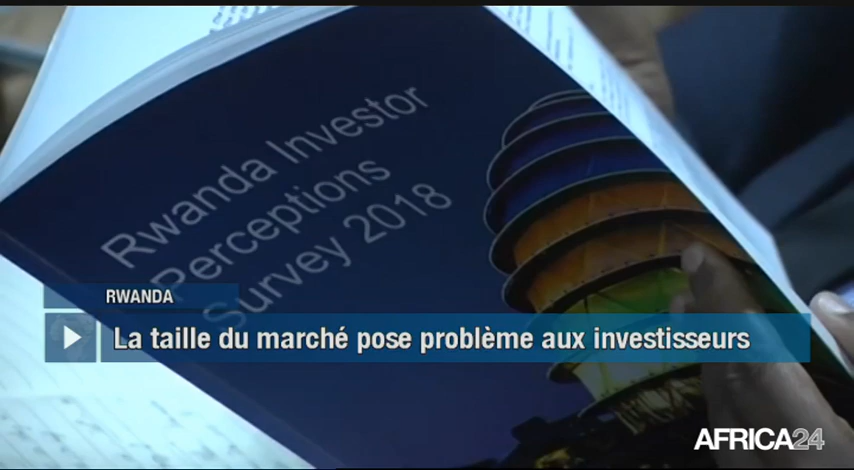 Rwanda Investor
Perceptions
Survey 2018
RWANDA
La taille du marché pose problème aux investisseurs
AFRICA24